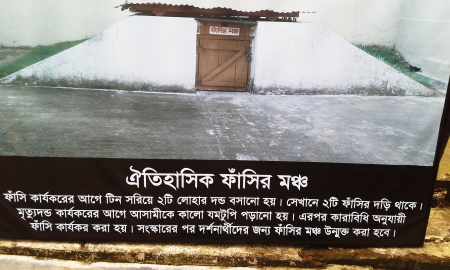 ফাঁসির মঞ্চ
ঐতিহাসিক ফাঁসির মঞ্চ
ফাঁসি কার্যকরের আগে টিন সরিয়ে ২টি লোহার দন্ড বসানো হয়। সেখানে ২টি ফাঁসির দড়ি থাকে।
মৃত্যুদন্ড কার্যকরের আগে আসামীকে কালো যমটুপি পড়ানো হয়। এরপর কারাবিধি অনুযায়ী
ফাঁসি কার্যকর করা হয়। সংস্কারের পর দর্শনার্থীদের জন্য ফাঁসির মঞ্চ উন্মুক্ত করা হবে।